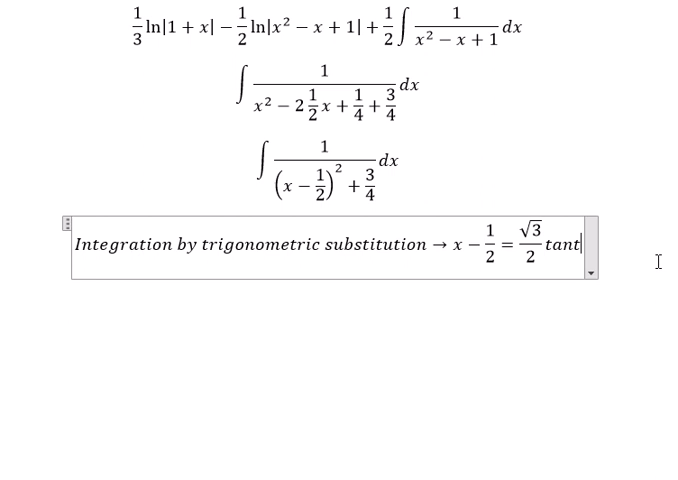 1/3 ln|1 + x| − 1/2 ln|x² − x + 1| + 1/2 ∫ 1/(x² − x + 1) dx
∫ 1/(x² − 2 1/2 x + 1/4 + 3/4) dx
∫ 1/((x − 1/2)² + 3/4) dx
Integration by trigonometric substitution → x − 1/2 = √3/2 tant